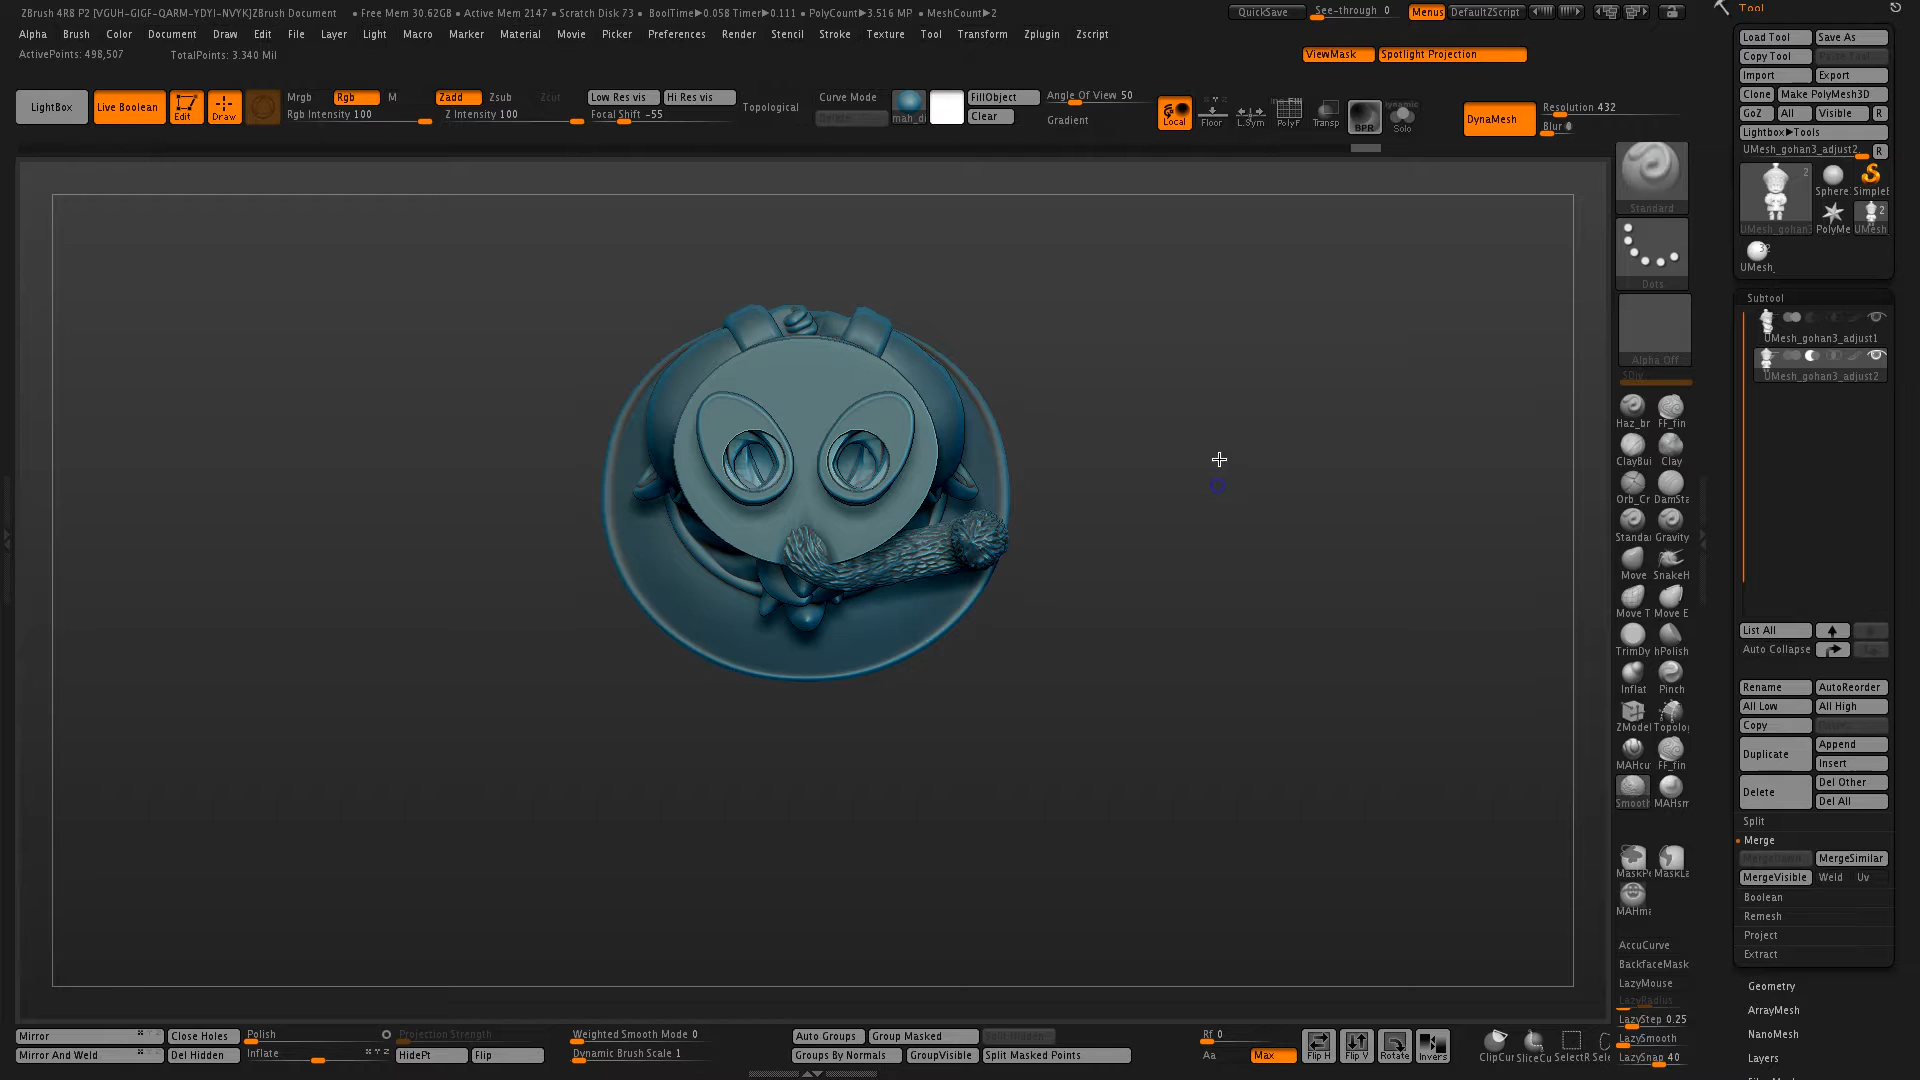 ZBrush 4R8 P2 [VGUH-GIGF-QARM-YDYI-NVYK]ZBrush Document • Free Mem 30.62GB • Active Mem 2147 • Scratch Disk 73 • BoolTime▶0.058 Timer▶0.111 • PolyCount▶3.516 MP • MeshCount▶2 QuickSave See-through 0 Menus DefaultZScript
Tool
Alpha Brush Color Document Draw Edit File Layer Light Macro Marker Material Movie Picker Preferences Render Stencil Stroke Texture Tool Transform Zplugin Zscript
ActivePoints: 498,507 TotalPoints: 3.340 Mil ViewMask Spotlight Projection
LightBox Live Boolean Edit Draw
Mrgb Rgb M Zadd Zsub Zcut Low Res vis Hi Res vis
Rgb Intensity 100 Z Intensity 100 Focal Shift -55
Topological Curve Mode FillObject Clear
Angle Of View 50
Gradient
Local Floor L.Sym PolyF Transp BPR Dynamic Solo
DynaMesh Resolution 432
Blur
Load Tool Save As
Copy Tool
Import Export
Clone Make PolyMesh3D
GoZ All Visible R
Lightbox▶Tools
UMesh_gohan3_adjust2. R
2
Sphere SimpleB
UMesh_gohan3 PolyMe UMesh
2
UMesh_
Subtool
UMesh_gohan3_adjust1
UMesh_gohan3_adjust2
List All
Auto Collapse
Rename AutoReorder
All Low All High
Copy
Duplicate Append
Insert
Delete Del Other
Del All
Split
Merge
MergeDown MergeSimilar
MergeVisible Weld Uv
Boolean
Remesh
Project
Extract
Geometry
ArrayMesh
NanoMesh
Layers
Standard
Dots
Alpha Off
SDiv
Haz_br FF_fin
ClayBui Clay
Orb_Cr DamSta
Standa Gravity
Move SnakeH
Move T Move E
TrimDy hPolish
Inflat Pinch
ZModel Topolo
MAHcu FF_fin
Smooth MAHsm
MaskPe MaskLa
MAHma
AccuCurve
BackfaceMask
LazyMouse
LazyRadius
LazyStep 0.25
LazySmooth
LazySnap 40
Mirror Close Holes Polish Projection Strength Weighted Smooth Mode 0 Auto Groups Group Masked Split Hidden Rf 0
Mirror And Weld Del Hidden Inflate HidePt Flip Dynamic Brush Scale 1 Groups By Normals GroupVisible Split Masked Points Aa Max
Flip H Flip V Rotate Invers ClipCur SliceCu SelectR Sele